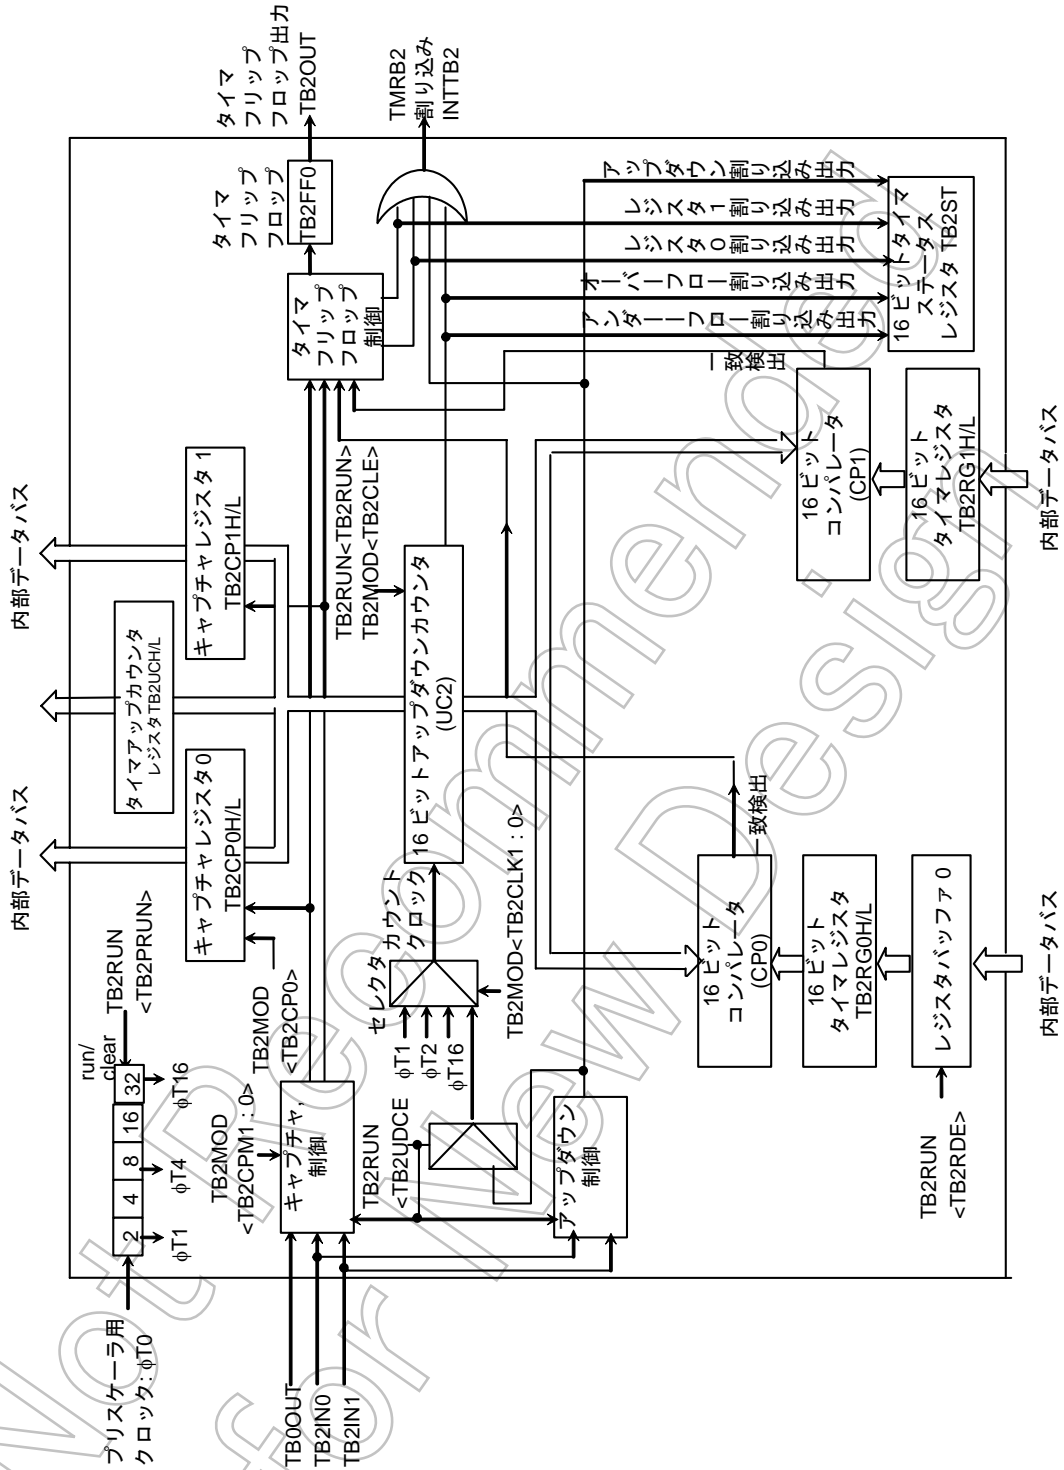 内部データバス
内部データバス
run/
clear
TB2RUN
<TB2PRUN>
プリスケーラ用
クロック: φT0
2
4
8
16
32
φT1
φT4
φT16
キャプチャレジスタ0
TB2CP0H/L
タイマアップカウンタ
レジスタTB2UCH/L
キャプチャレジスタ 1
TB2CP1H/L
タイマ
フリップ
フロップ
TB2FF0
タイマ
フリップ
フロップ出力
TB2OUT
TB2MOD
<TB2CPM1 : 0>
TB2MOD
<TB2CP0>
TB0OUT
TB2IN0
TB2IN1
キャプチャ,
制御
タイマ
フリップ
フロップ
制御
TMRB2
割り込み
INTTB2
TB2RUN<TB2RUN>
TB2MOD<TB2CLE>
TB2RUN
<TB2UDCE
セレクタ
カウント
クロック
φT1
φT2
φT16
16 ビットアップダウンカウンタ
(UC2)
TB2MOD<TB2CLK1 : 0>
アップダウン
制御
アップダウン割り込み出力
レジスタ1 割り込み出力
レジスタ0 割り込み出力
オーバーフロー割り込み出力
アンダーーフロー割り込み出力
一致検出
一致検出
16 ビット
コンパレータ
(CP0)
16 ビット
コンパレータ
(CP1)
16 ビットタイマ
ステータス
レジスタ TB2ST
16 ビット
タイマレジスタ
TB2RG0H/L
16 ビット
タイマレジスタ
TB2RG1H/L
レジスタバッファ 0
TB2RUN
<TB2RDE>
内部データバス
内部データバス
Not Recommended
for New Design